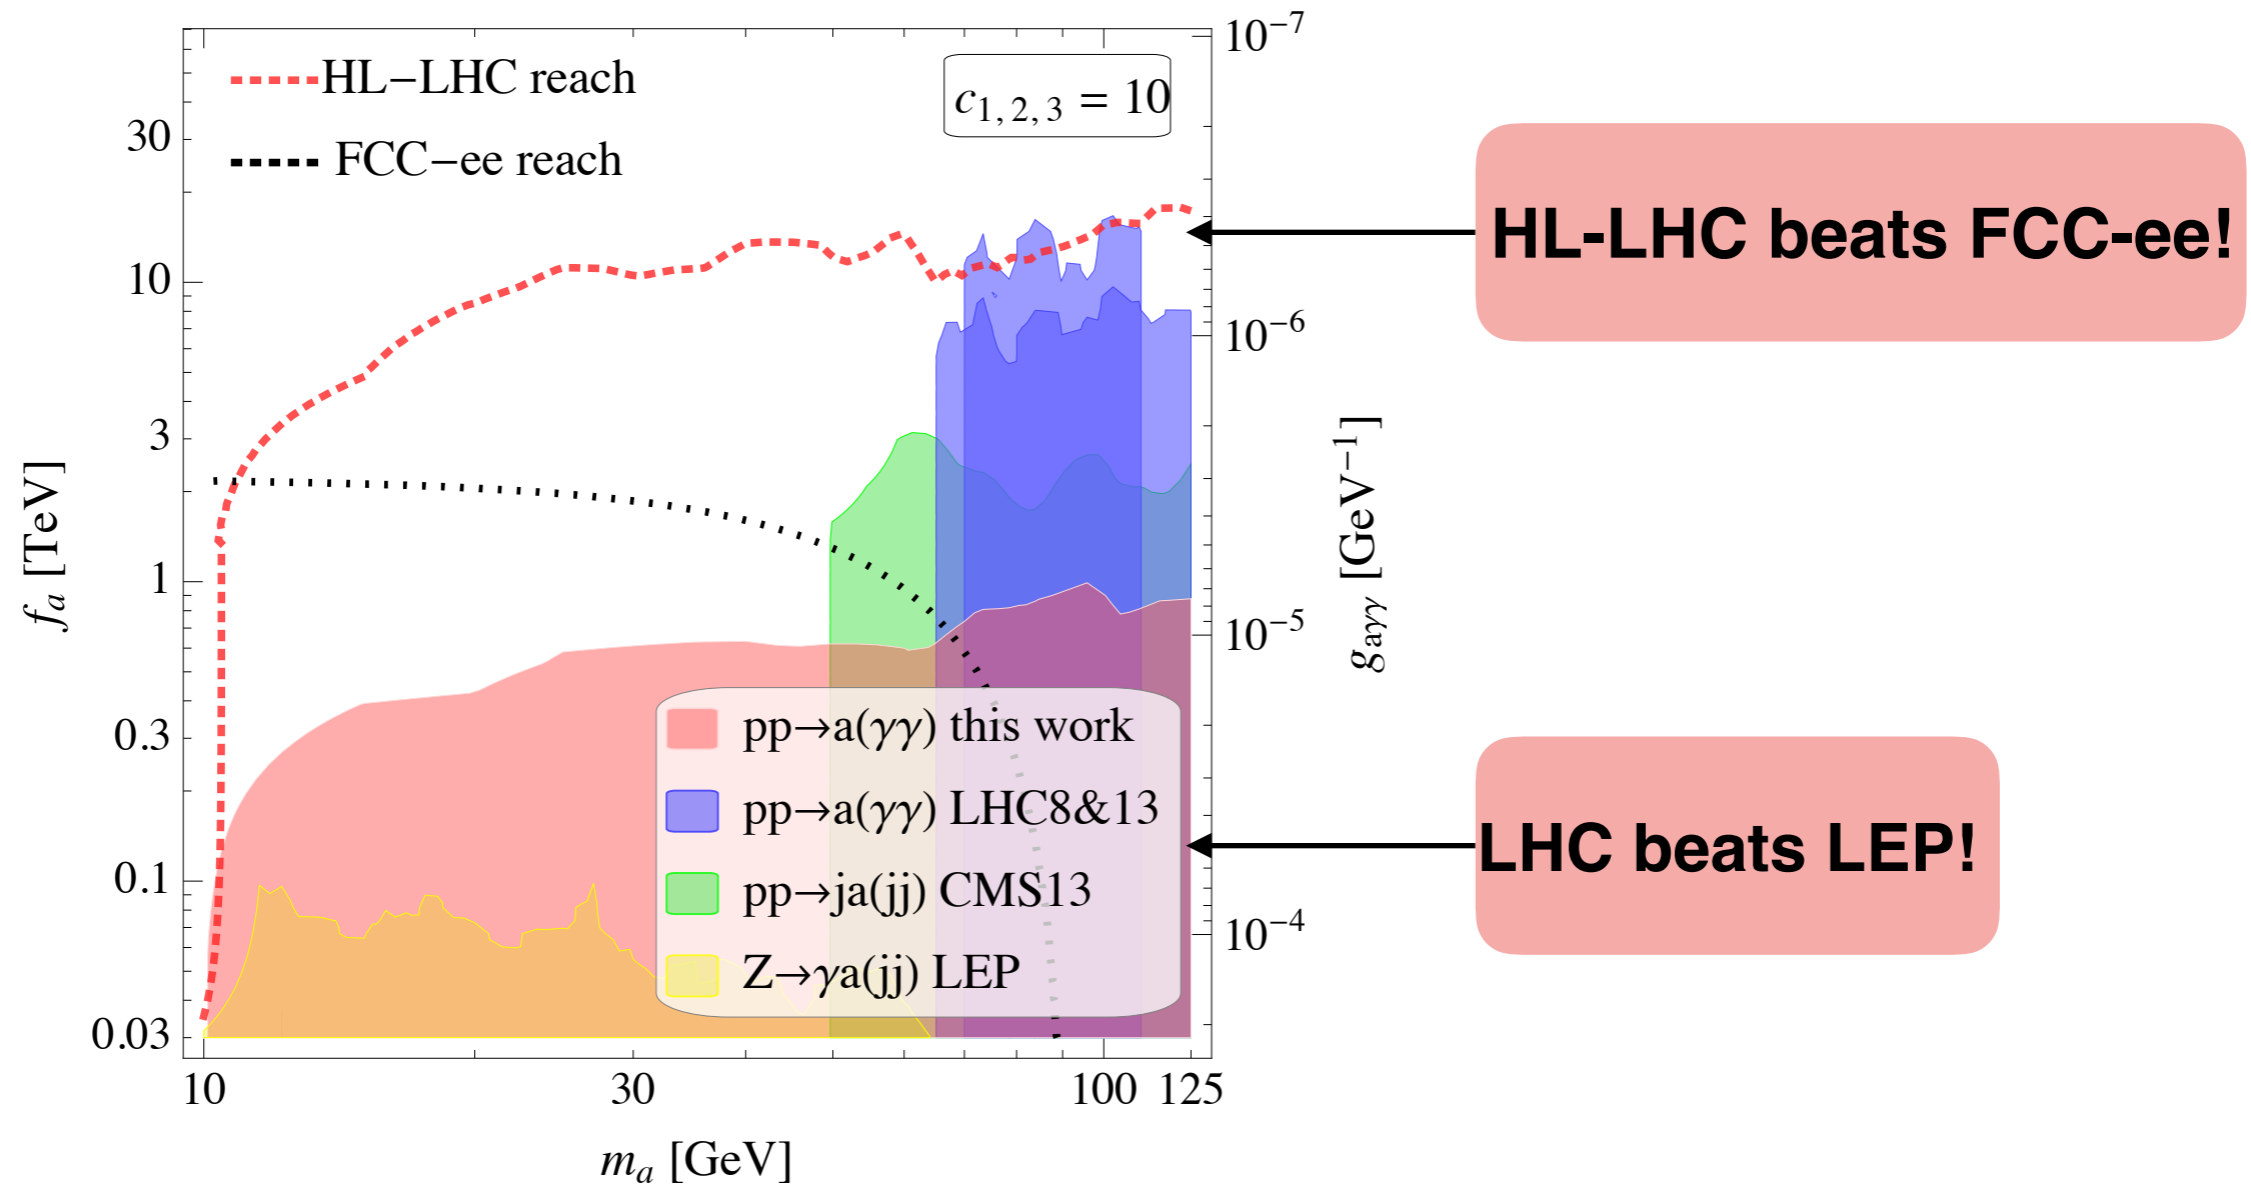 HL−LHC reach
FCC−ee reach
c1, 2, 3 = 10
30
10
3
1
0.3
0.1
0.03
fa [TeV]
10
30
100
125
ma [GeV]
10−7
10−6
10−5
10−4
gaγγ [GeV−1]
pp→a(γγ) this work
pp→a(γγ) LHC8&13
pp→ja(jj) CMS13
Z→γa(jj) LEP
HL-LHC beats FCC-ee!
LHC beats LEP!